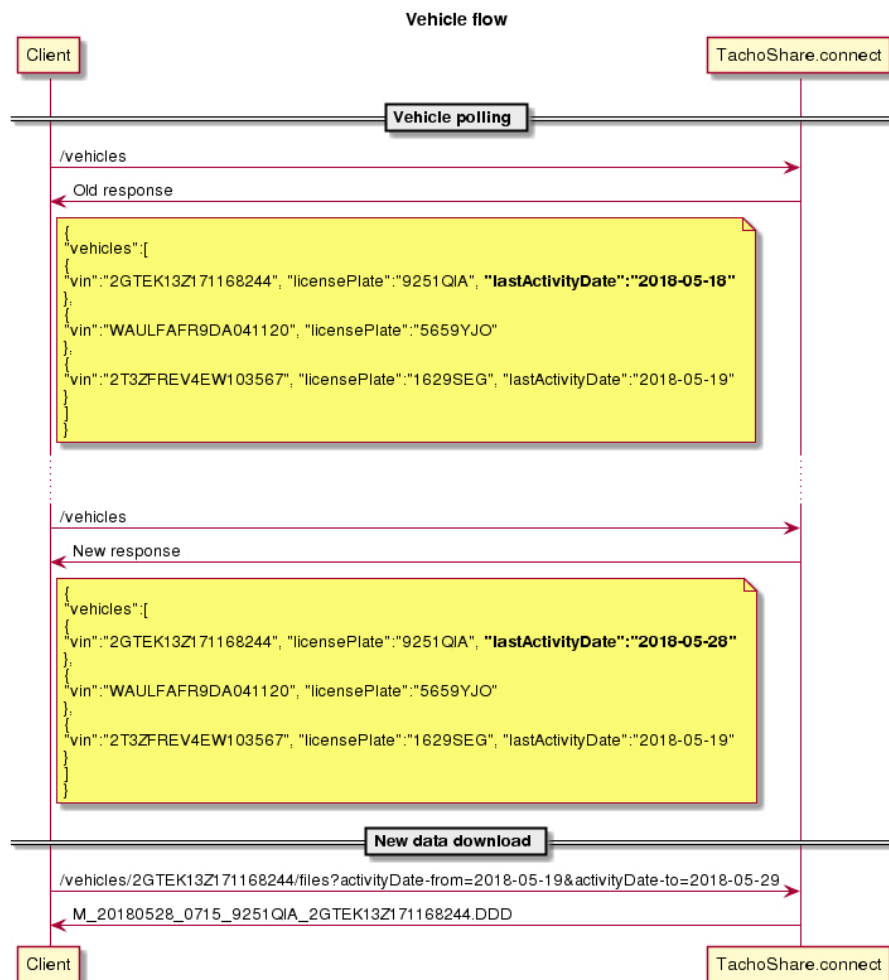 Vehicle flow
Client
TachoShare.connect
Vehicle polling
/vehicles
Old response
{
"vehicles":[
{
"vin":"2GTEK13Z171168244", "licensePlate":"9251QIA", "lastActivityDate":"2018-05-18"
},
{
"vin":"WAULFAFR9DA041120", "licensePlate":"5659YJO"
},
{
"vin":"2T3ZFREV4EW103567", "licensePlate":"1629SEG", "lastActivityDate":"2018-05-19"
}
]
}
/vehicles
New response
{
"vehicles":[
{
"vin":"2GTEK13Z171168244", "licensePlate":"9251QIA", "lastActivityDate":"2018-05-28"
},
{
"vin":"WAULFAFR9DA041120", "licensePlate":"5659YJO"
},
{
"vin":"2T3ZFREV4EW103567", "licensePlate":"1629SEG", "lastActivityDate":"2018-05-19"
}
]
}
New data download
/vehicles/2GTEK13Z171168244/files?activityDate-from=2018-05-19&activityDate-to=2018-05-29
M_20180528_0715_9251QIA_2GTEK13Z171168244.DDD
Client
TachoShare.connect